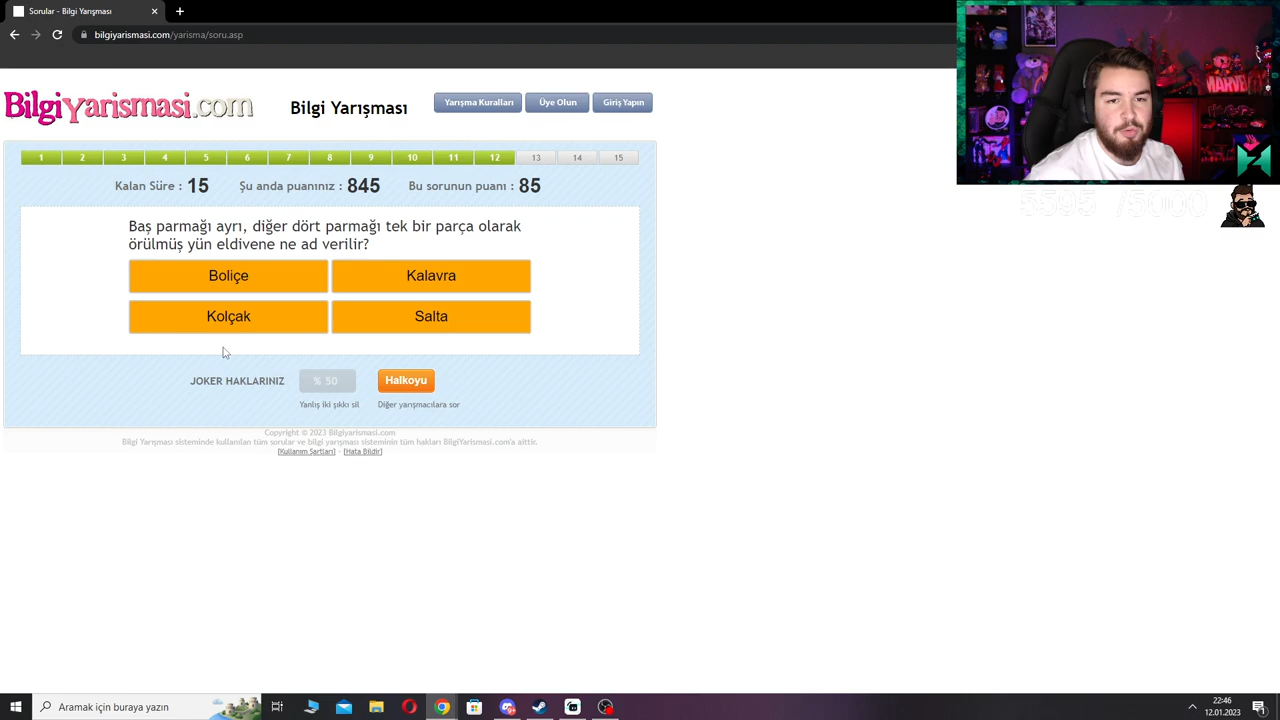 Sorular - Bilgi Yarışması
bilgiyarismasi.com/yarisma/soru.asp
Bilgiyarismasi.com
Bilgi Yarışması
Yarışma Kuralları
Üye Olun
Giriş Yapın
1 2 3 4 5 6 7 8 9 10 11 12 13 14 15
Kalan Süre : 15 Şu anda puanınız : 845 Bu sorunun puanı : 85
Baş parmağı ayrı, diğer dört parmağı tek bir parça olarak
örülmüş yün eldivene ne ad verilir?
Boliçe
Kalavra
Kolçak
Salta
JOKER HAKLARINIZ
% 50
Halkoyu
Yanlış iki şıkkı sil
Diğer yarışmacılara sor
Copyright © 2023 Bilgiyarismasi.com
Bilgi Yarışması sisteminde kullanılan tüm sorular ve bilgi yarışması sisteminin tüm hakları BilgiYarismasi.com'a aittir.
[Kullanım Şartları] - [Hata Bildir]
MARVEL
5595 /5000
Aramak için buraya yazın
22:46
12.01.2023
1